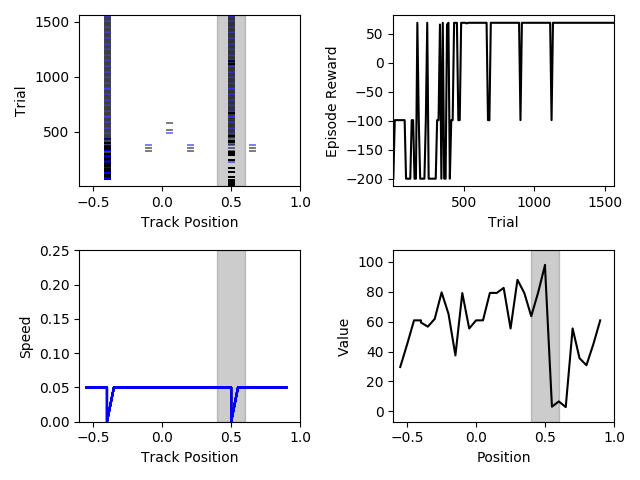 1500
1000
500
Trial
−0.5 0.0 0.5 1.0
Track Position
50
0
−50
−100
−150
−200
Episode Reward
500 1000 1500
Trial
0.25
0.20
0.15
0.10
0.05
0.00
Speed
−0.5 0.0 0.5 1.0
Track Position
100
80
60
40
20
0
Value
−0.5 0.0 0.5 1.0
Position